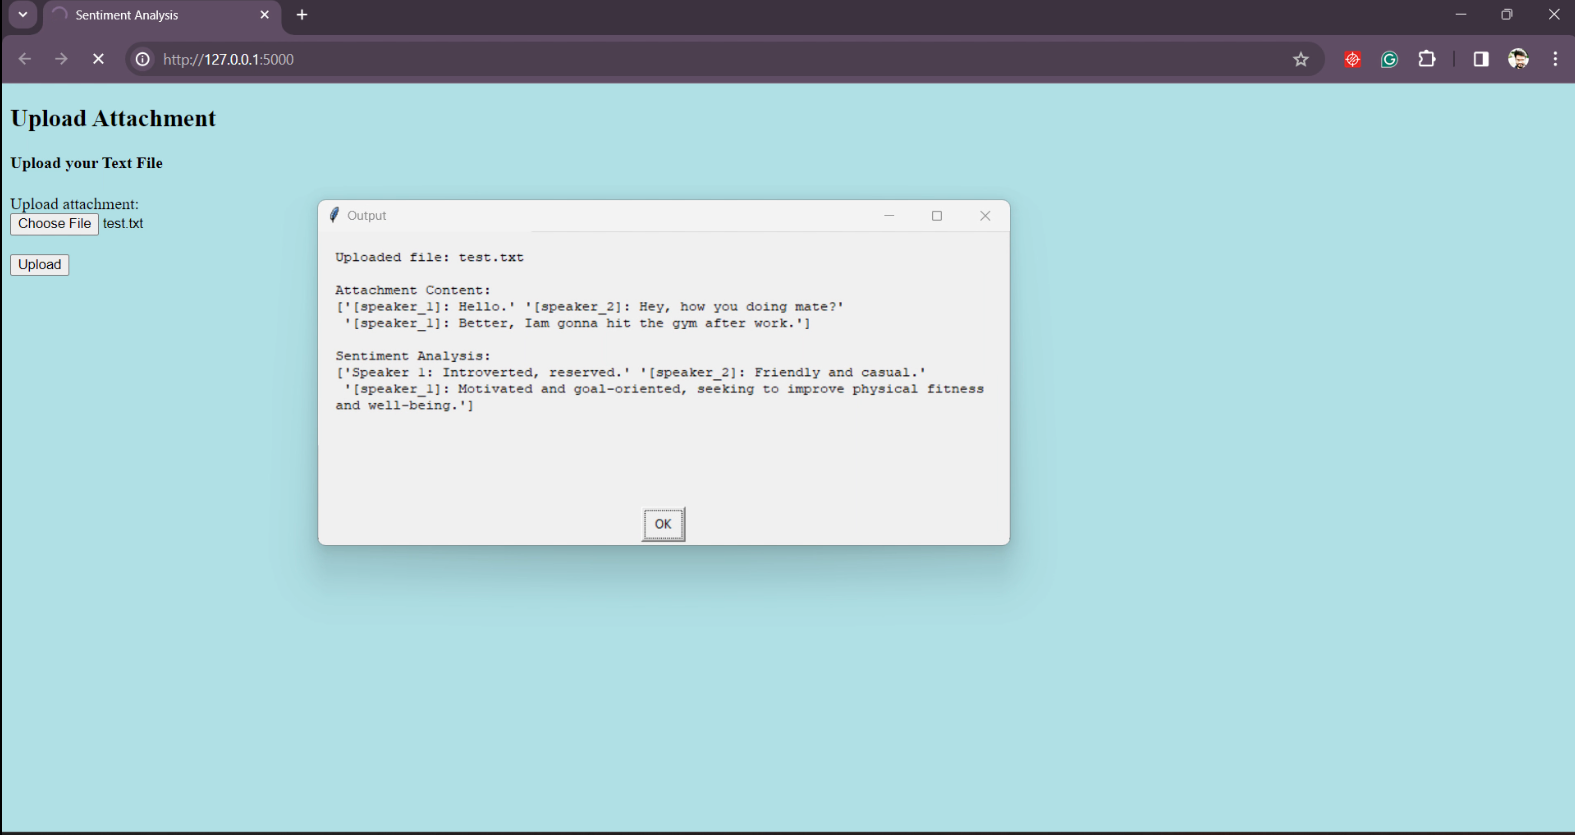 Sentiment Analysis
http://127.0.0.1:5000
Upload Attachment
Upload your Text File
Upload attachment:
Choose File test.txt
Upload
Output
Uploaded file: test.txt
Attachment Content:
['[speaker_1]: Hello.' '[speaker_2]: Hey, how you doing mate?'
'[speaker_1]: Better, Iam gonna hit the gym after work.']
Sentiment Analysis:
['Speaker 1: Introverted, reserved.' '[speaker_2]: Friendly and casual.'
'[speaker_1]: Motivated and goal-oriented, seeking to improve physical fitness
and well-being.']
OK